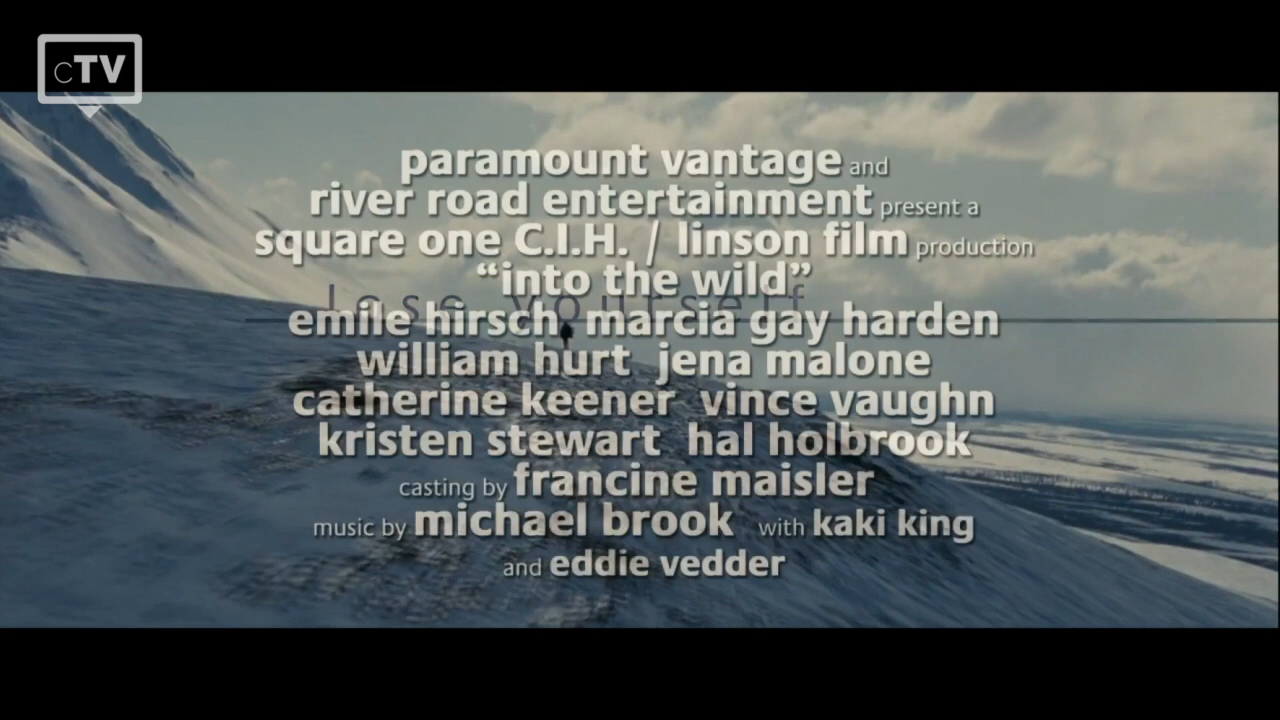 cTV
paramount vantage and
river road entertainment present a
square one C.I.H. / linson film production
“into the wild”
lose yourself
emile hirsch marcia gay harden
william hurt jena malone
catherine keener vince vaughn
kristen stewart hal holbrook
casting by francine maisler
music by michael brook with kaki king
and eddie vedder